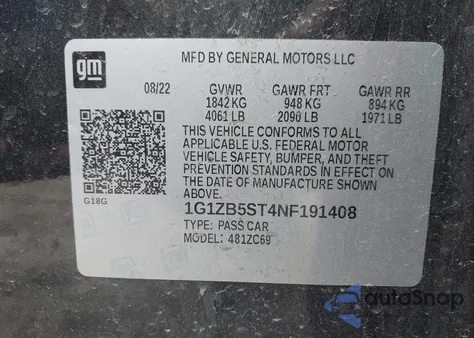 gm
MFD BY GENERAL MOTORS LLC
08/22 GVWR GAWR FRT GAWR RR
1842 KG 948 KG 894 KG
4061 LB 2090 LB 1971 LB
THIS VEHICLE CONFORMS TO ALL
APPLICABLE U.S. FEDERAL MOTOR
VEHICLE SAFETY, BUMPER, AND THEFT
PREVENTION STANDARDS IN EFFECT ON
THE DATE OF MANUFACTURE SHOWN
ABOVE.
G18G
1G1ZB5ST4NF191408
TYPE: PASS CAR
MODEL: 481ZC69
autoSnap